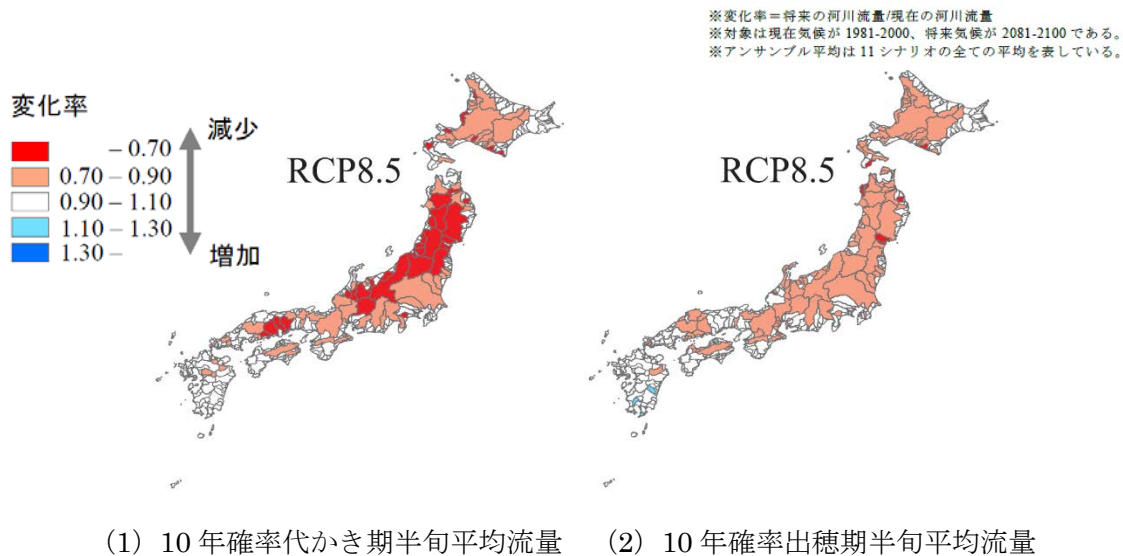 ※変化率＝将来の河川流量/現在の河川流量
※対象は現在気候が 1981-2000、将来気候が 2081-2100 である。
※アンサンブル平均は 11 シナリオの全ての平均を表している。
変化率
減少
– 0.70
0.70 – 0.90
0.90 – 1.10
1.10 – 1.30
1.30 –
増加
RCP8.5
RCP8.5
（1）10 年確率代かき期半旬平均流量
（2）10 年確率出穂期半旬平均流量